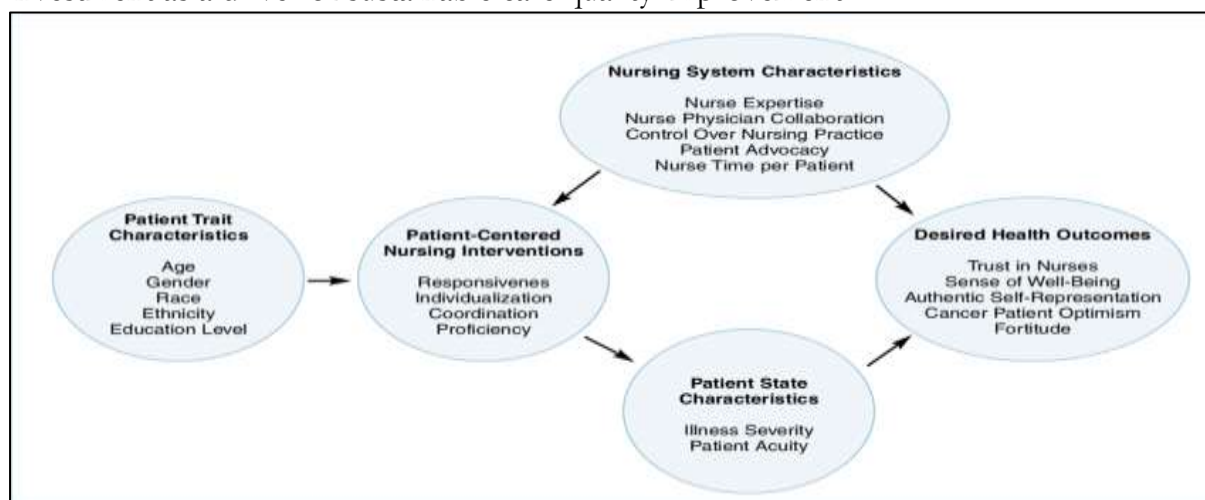 Nursing System Characteristics
Nurse Expertise
Nurse Physician Collaboration
Control Over Nursing Practice
Patient Advocacy
Nurse Time per Patient
Patient Trait
Characteristics
Age
Gender
Race
Ethnicity
Education Level
Patient-Centered
Nursing Interventions
Responsivenes
Individualization
Coordination
Proficiency
Desired Health Outcomes
Trust in Nurses
Sense of Well-Being
Authentic Self-Representation
Cancer Patient Optimism
Fortitude
Patient State
Characteristics
Illness Severity
Patient Acuity